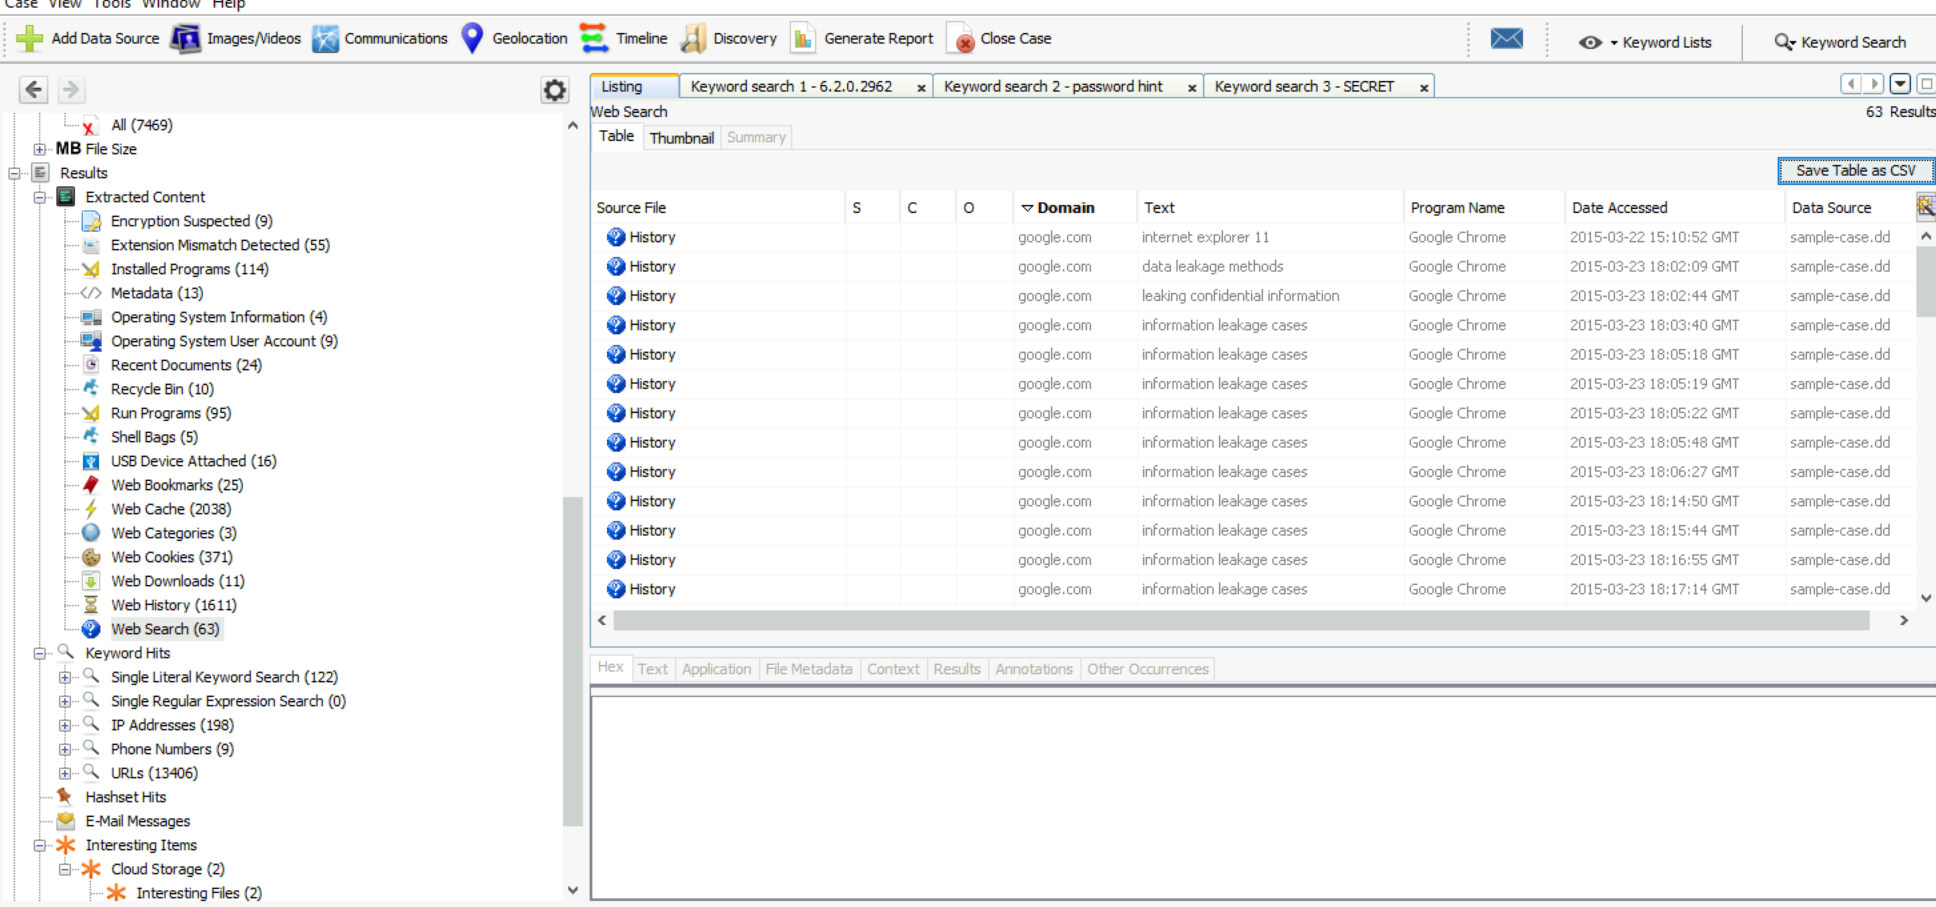 Case View Tools Window Help
Add Data Source Images/Videos Communications Geolocation Timeline Discovery Generate Report Close Case Keyword Lists Keyword Search
All (7469)
MB File Size
Results
Extracted Content
Encryption Suspected (9)
Extension Mismatch Detected (55)
Installed Programs (114)
Metadata (13)
Operating System Information (4)
Operating System User Account (9)
Recent Documents (24)
Recycle Bin (10)
Run Programs (95)
Shell Bags (5)
USB Device Attached (16)
Web Bookmarks (25)
Web Cache (2038)
Web Categories (3)
Web Cookies (371)
Web Downloads (11)
Web History (1611)
Web Search (63)
Keyword Hits
Single Literal Keyword Search (122)
Single Regular Expression Search (0)
IP Addresses (198)
Phone Numbers (9)
URLs (13406)
Hashset Hits
E-Mail Messages
Interesting Items
Cloud Storage (2)
Interesting Files (2)
Listing Keyword search 1 - 6.2.0.2962 x Keyword search 2 - password hint x Keyword search 3 - SECRET x
Web Search 63 Results
Table Thumbnail Summary
Save Table as CSV
Source File S C O Domain Text Program Name Date Accessed Data Source
History google.com internet explorer 11 Google Chrome 2015-03-22 15:10:52 GMT sample-case.dd
History google.com data leakage methods Google Chrome 2015-03-23 18:02:09 GMT sample-case.dd
History google.com leaking confidential information Google Chrome 2015-03-23 18:02:44 GMT sample-case.dd
History google.com information leakage cases Google Chrome 2015-03-23 18:03:40 GMT sample-case.dd
History google.com information leakage cases Google Chrome 2015-03-23 18:05:18 GMT sample-case.dd
History google.com information leakage cases Google Chrome 2015-03-23 18:05:19 GMT sample-case.dd
History google.com information leakage cases Google Chrome 2015-03-23 18:05:22 GMT sample-case.dd
History google.com information leakage cases Google Chrome 2015-03-23 18:05:48 GMT sample-case.dd
History google.com information leakage cases Google Chrome 2015-03-23 18:06:27 GMT sample-case.dd
History google.com information leakage cases Google Chrome 2015-03-23 18:14:50 GMT sample-case.dd
History google.com information leakage cases Google Chrome 2015-03-23 18:15:44 GMT sample-case.dd
History google.com information leakage cases Google Chrome 2015-03-23 18:16:55 GMT sample-case.dd
History google.com information leakage cases Google Chrome 2015-03-23 18:17:14 GMT sample-case.dd
Hex Text Application File Metadata Context Results Annotations Other Occurrences